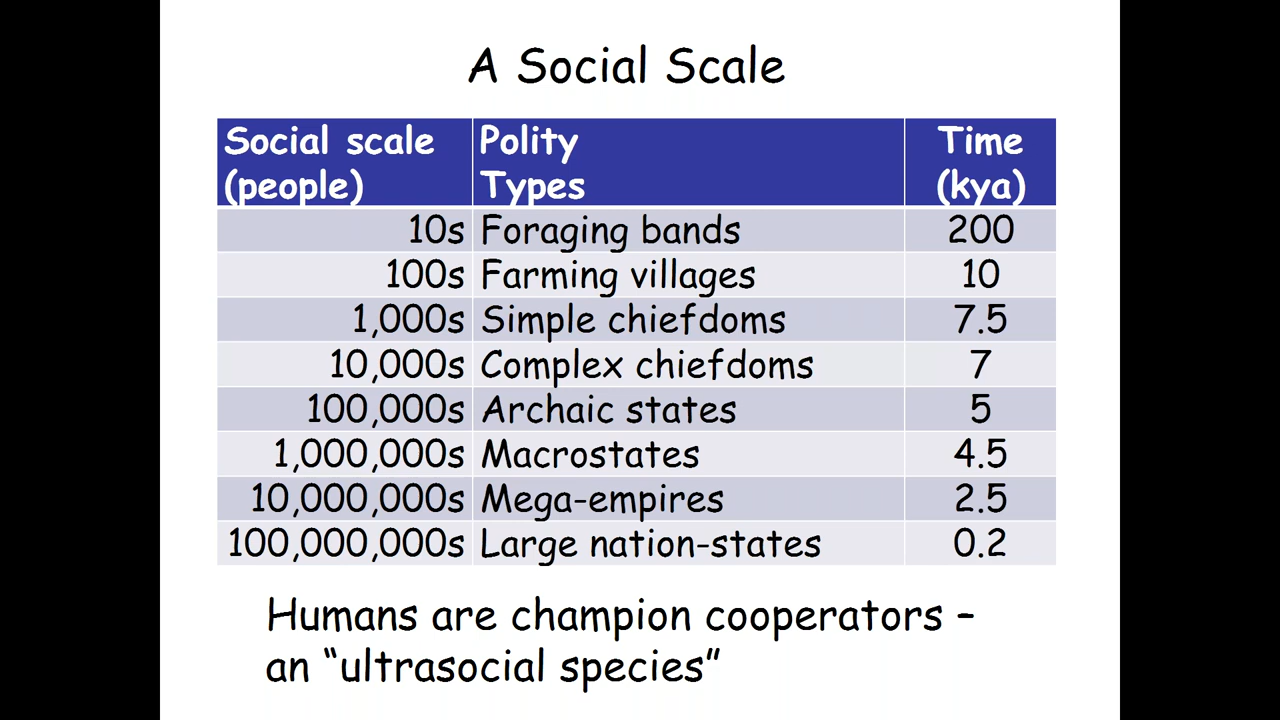 A Social Scale
Social scale (people) Polity Types Time (kya)
10s Foraging bands 200
100s Farming villages 10
1,000s Simple chiefdoms 7.5
10,000s Complex chiefdoms 7
100,000s Archaic states 5
1,000,000s Macrostates 4.5
10,000,000s Mega-empires 2.5
100,000,000s Large nation-states 0.2
Humans are champion cooperators –
an “ultrasocial species”